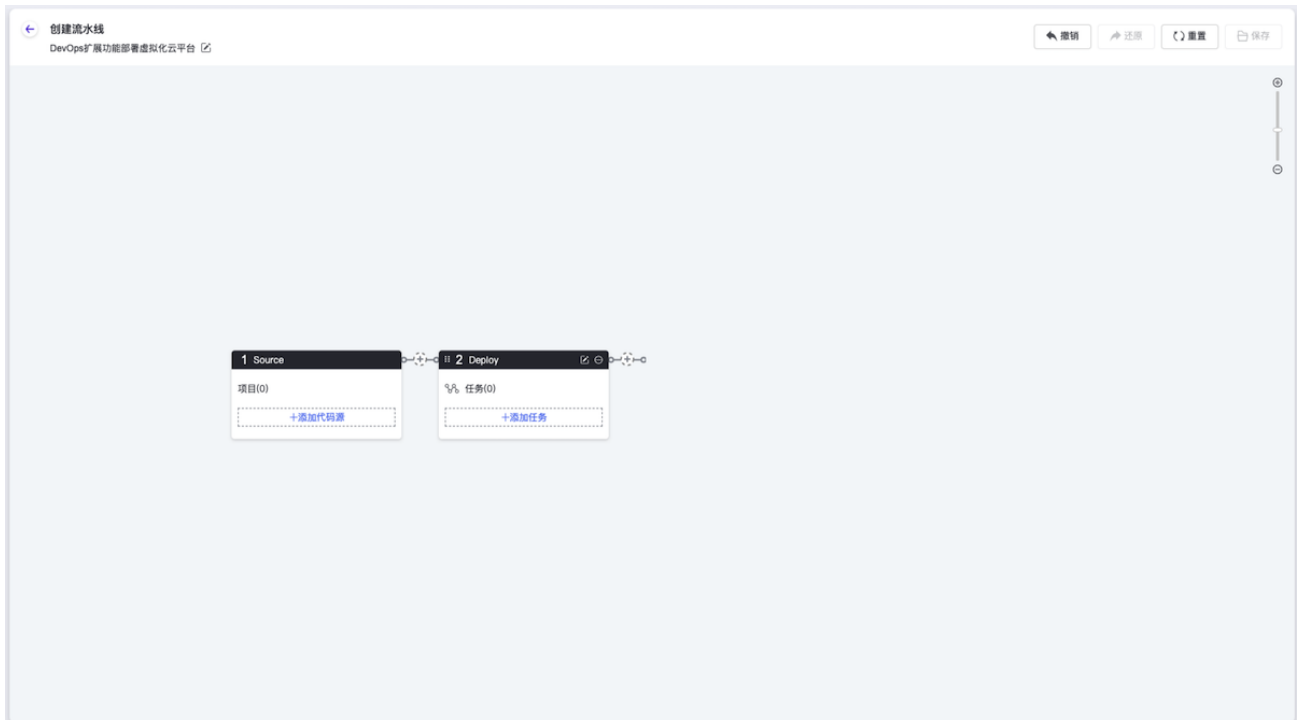 创建流水线
DevOps扩展功能部署虚拟化云平台
撤销 还原 重置 保存
1 Source
2 Deploy
项目(0)
任务(0)
+添加代码源
+添加任务